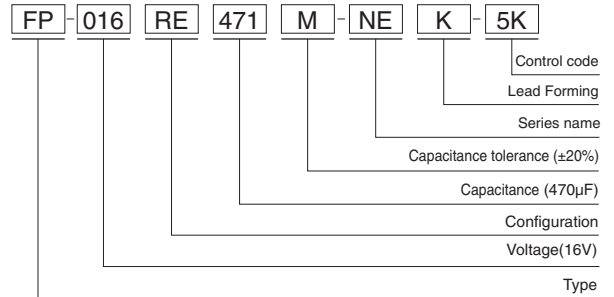 FP-016 RE 471 M-NE K-5K
Control code
Lead Forming
Series name
Capacitance tolerance (±20%)
Capacitance (470µF)
Configuration
Voltage(16V)
Type